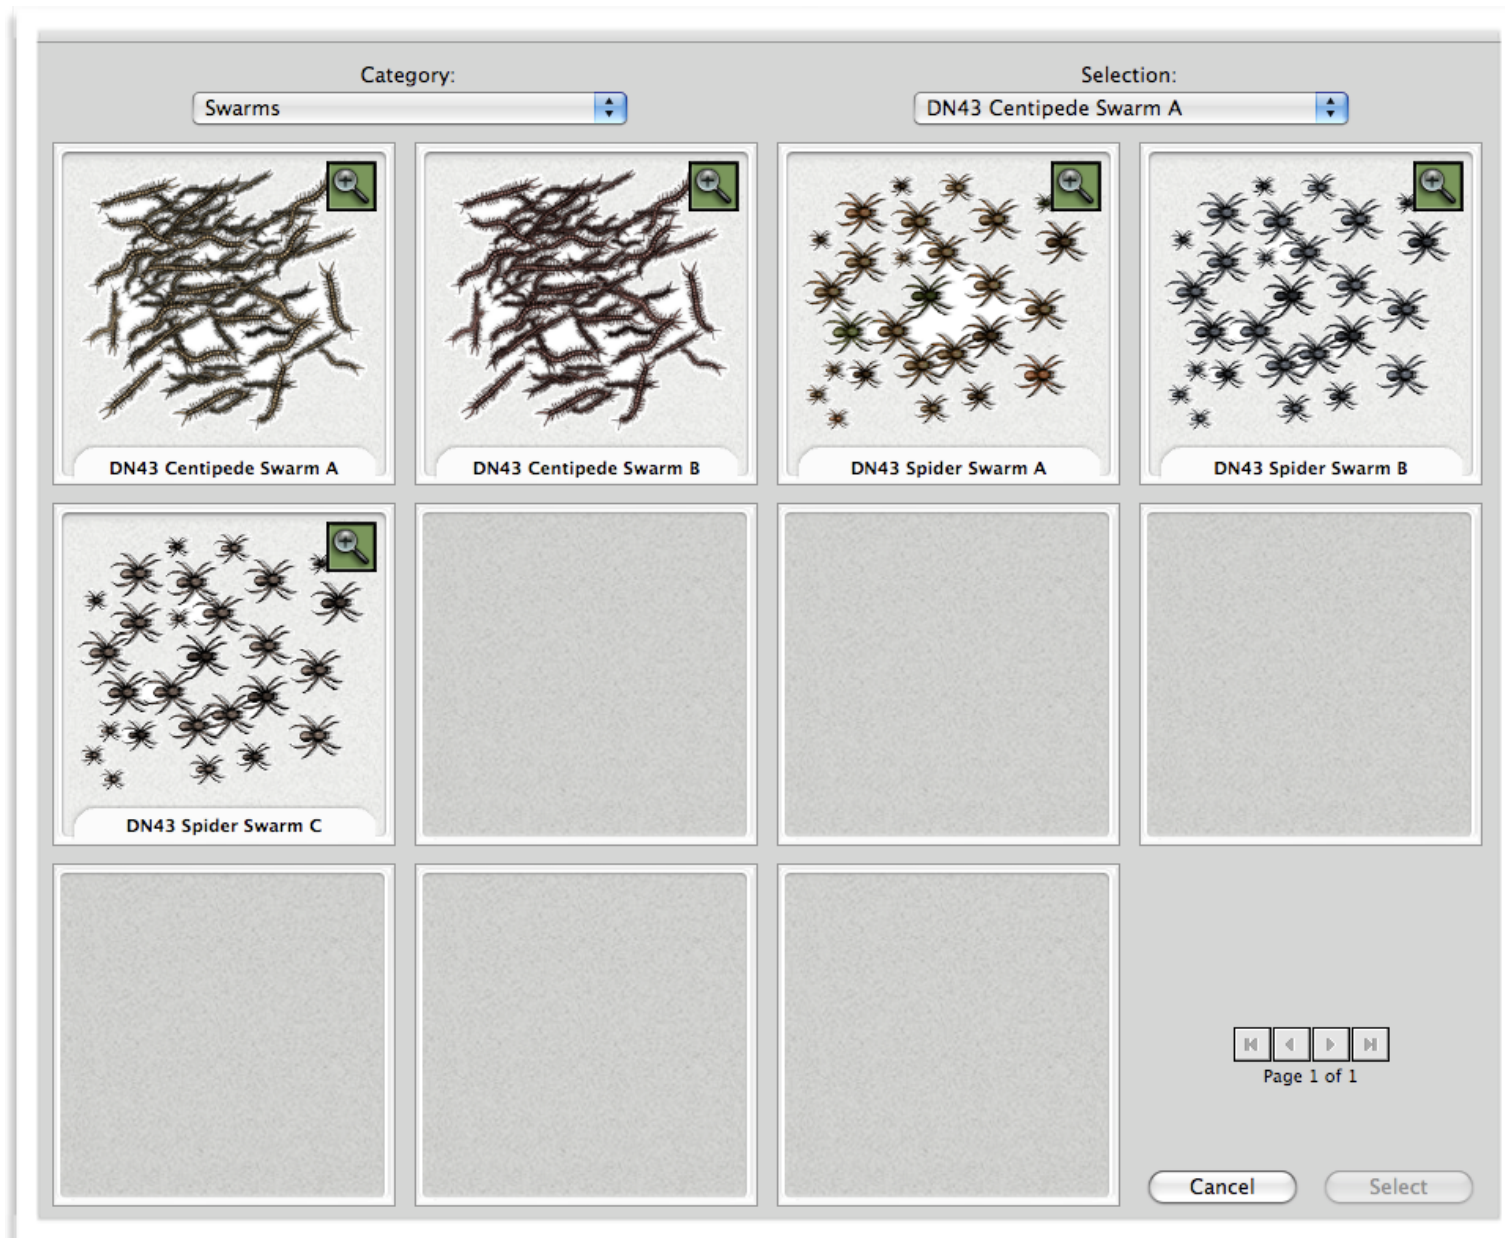 Category:
Selection:
Swarms
DN43 Centipede Swarm A
DN43 Centipede Swarm A
DN43 Centipede Swarm B
DN43 Spider Swarm A
DN43 Spider Swarm B
DN43 Spider Swarm C
Page 1 of 1
Cancel
Select